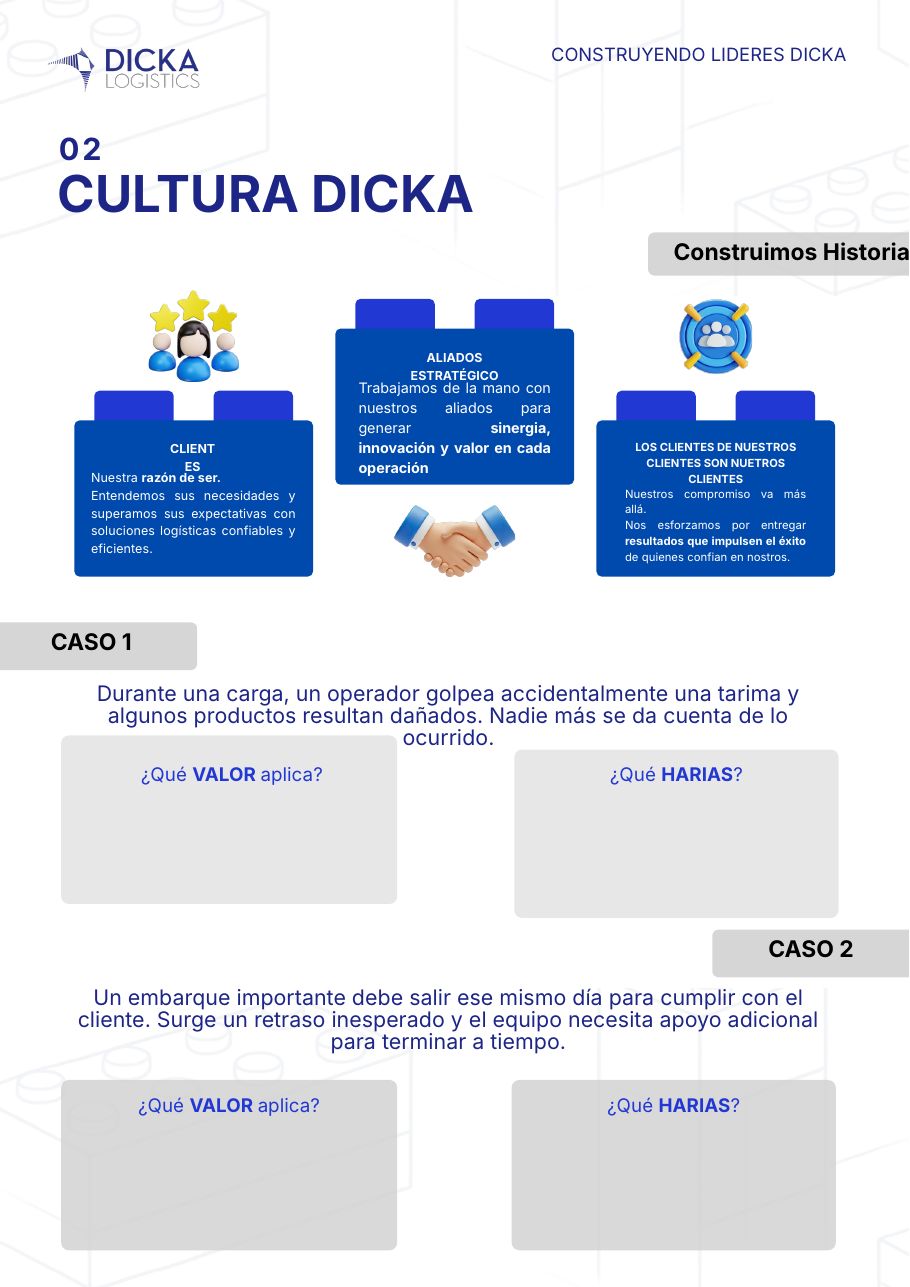 DICKA
LOGISTICS
CONSTRUYENDO LIDERES DICKA
02
CULTURA DICKA
Construimos Historia
CLIENT
ES
Nuestra razón de ser.
Entendemos sus necesidades y
superamos sus expectativas con
soluciones logísticas confiables y
eficientes.
ALIADOS
ESTRATÉGICO
Trabajamos de la mano con
nuestros aliados para
generar sinergia,
innovación y valor en cada
operación
LOS CLIENTES DE NUESTROS
CLIENTES SON NUETROS
CLIENTES
Nuestros compromiso va más
allá.
Nos esforzamos por entregar
resultados que impulsen el éxito
de quienes confian en nostros.
CASO 1
Durante una carga, un operador golpea accidentalmente una tarima y
algunos productos resultan dañados. Nadie más se da cuenta de lo
ocurrido.
¿Qué VALOR aplica?
¿Qué HARIAS?
CASO 2
Un embarque importante debe salir ese mismo día para cumplir con el
cliente. Surge un retraso inesperado y el equipo necesita apoyo adicional
para terminar a tiempo.
¿Qué VALOR aplica?
¿Qué HARIAS?